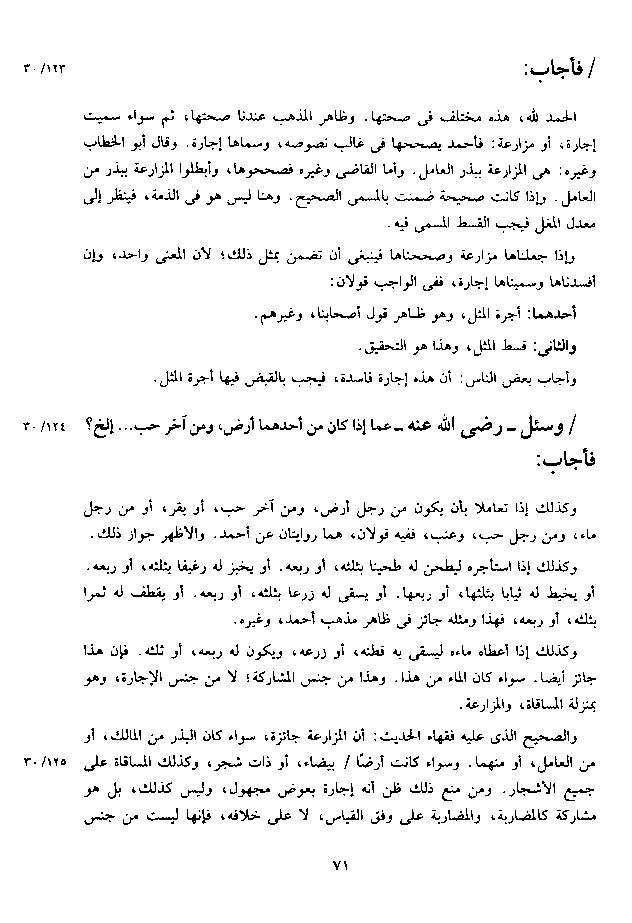 / فأجاب: ٣٠/١٢٣
الحمد لله، هذه مختلف فى صحتها. وظاهر المذهب عندنا صحتها، ثم سواء سميت
إجارة، أو مزارعة: فأحمد يصححها فى غالب نصوصه، وسماها إجارة. وقال أبو الخطاب
وغيره: هى المزارعة ببذر العامل. وأما القاضى وغيره فصححوها، وأبطلوا المزارعة ببذر من
العامل. وإذا كانت صحيحة ضمنت بالمسمى الصحيح. وهنا ليس هو فى الذمة، فينظر إلى
معدل المغل فيجب القسط المسمى فيه.
وإذا جعلناها مزارعة وصححناها فينبغى أن تضمن بمثل ذلك؛ لأن المعنى واحد، وإن
أفسدناها وسميناها إجارة، ففى الواجب قولان:
أحدهما: أجرة المثل، وهو ظاهر قول أصحابنا، وغيرهم.
والثانى: قسط المثل، وهذا هو التحقيق.
وأجاب بعض الناس: أن هذه إجارة فاسدة، فيجب بالقبض فيها أجرة المثل.
/ وسئل ـ رضى الله عنه ـ عما إذا كان من أحدهما أرض، ومن آخر حب... إلخ؟ ٣٠/١٢٤
فأجاب:
وكذلك إذا تعاملا بأن يكون من رجل أرض، ومن آخر حب، أو بقر، أو من رجل
ماء، ومن رجل حب، وعنب، ففيه قولان، هما روايتان عن أحمد. والأظهر جواز ذلك.
وكذلك إذا استأجره ليطحن له طحينا بثلثه، أو ربعه. أو يخبز له رغيفا بثلثه، أو ربعه.
أو يخيط له ثيابا بثلثها، أو ربعها. أو يسقى له زرعا بثلثه، أو ربعه. أو يقطف له ثمرا
بثلثه، أو ربعه، فهذا ومثله جائز فى ظاهر مذهب أحمد، وغيره.
وكذلك إذا أعطاه ماءه ليسقى به قطنه، أو زرعه، ويكون له ربعه، أو ثلثه. فإن هذا
جائز أيضا. سواء كان الماء من هذا. وهذا من جنس المشاركة؛ لا من جنس الإجارة، وهو
بمنزلة المساقاة، والمزارعة.
والصحيح الذى عليه فقهاء الحديث: أن المزارعة جائزة، سواء كان البذر من المالك، أو
من العامل، أو منهما. وسواء كانت أرضًا / بيضاء، أو ذات شجر، وكذلك المساقاة على ٣٠/١٢٥
جميع الأشجار. ومن منع ذلك ظن أنه إجارة بعوض مجهول، وليس كذلك، بل هو
مشاركة كالمضاربة، والمضاربة على وفق القياس، لا على خلافه، فإنها ليست من جنس
٧١